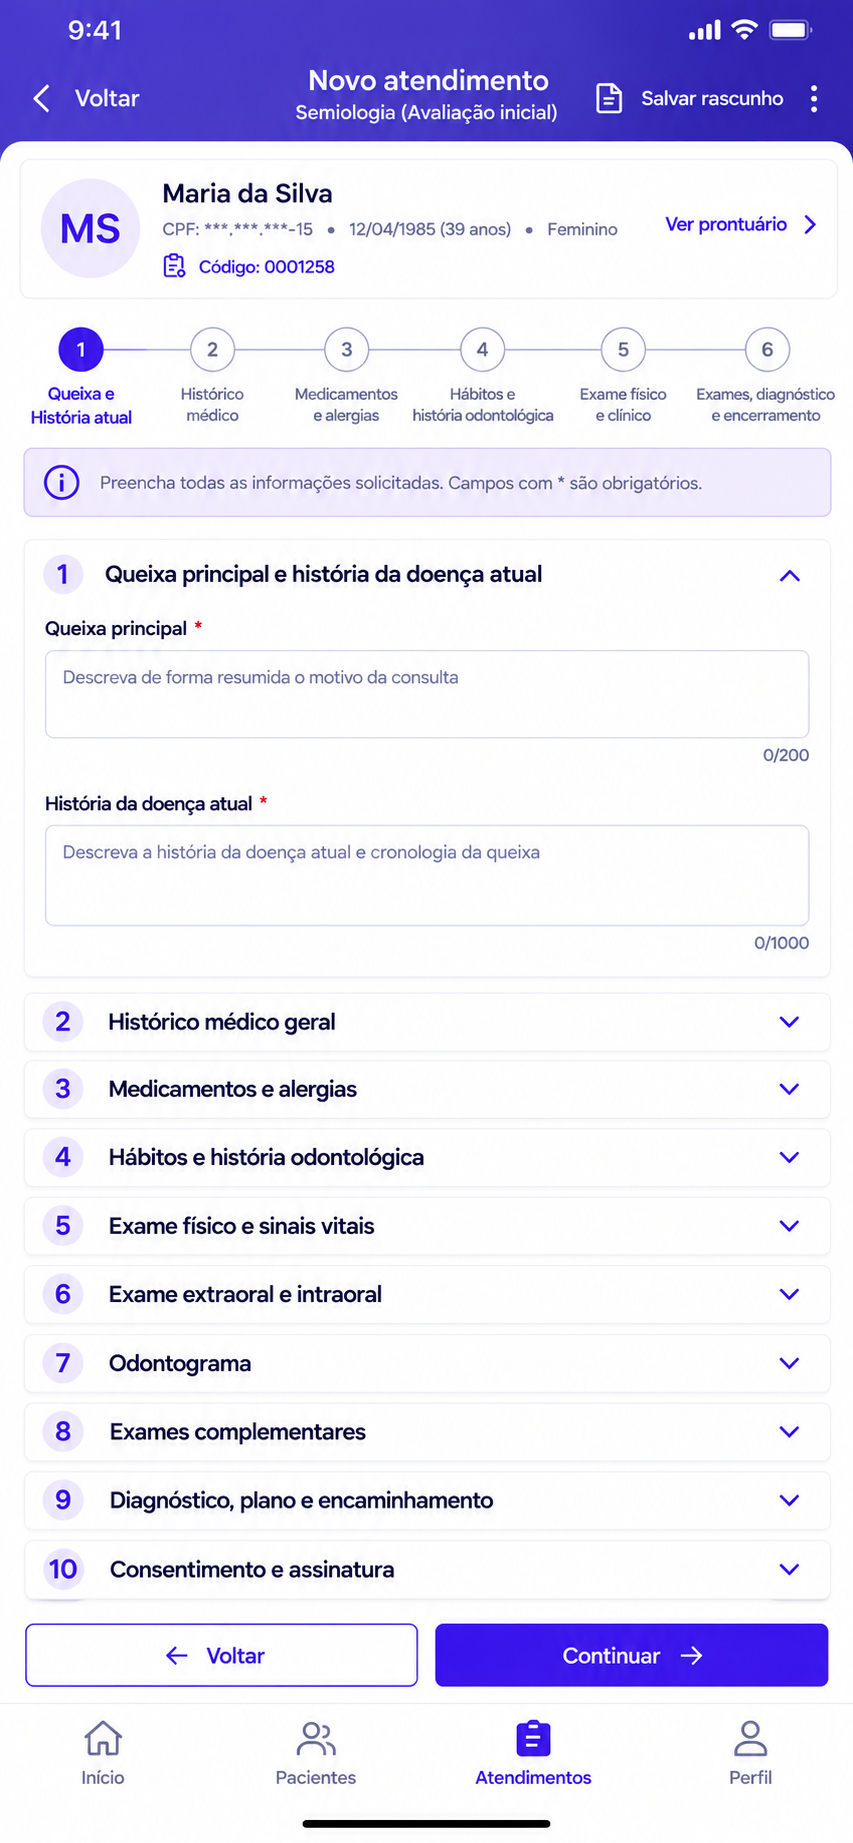 9:41
Voltar
Novo atendimento
Semiologia (Avaliação inicial)
Salvar rascunho
MS
Maria da Silva
CPF: ***.***.***-15 • 12/04/1985 (39 anos) • Feminino
Código: 0001258
Ver prontuário
1
Queixa e
História atual
2
Histórico
médico
3
Medicamentos
e alergias
4
Hábitos e
história odontológica
5
Exame físico
e clínico
6
Exames, diagnóstico
e encerramento
Preencha todas as informações solicitadas. Campos com * são obrigatórios.
1 Queixa principal e história da doença atual
Queixa principal *
Descreva de forma resumida o motivo da consulta
0/200
História da doença atual *
Descreva a história da doença atual e cronologia da queixa
0/1000
2 Histórico médico geral
3 Medicamentos e alergias
4 Hábitos e história odontológica
5 Exame físico e sinais vitais
6 Exame extraoral e intraoral
7 Odontograma
8 Exames complementares
9 Diagnóstico, plano e encaminhamento
10 Consentimento e assinatura
Voltar
Continuar
Início
Pacientes
Atendimentos
Perfil